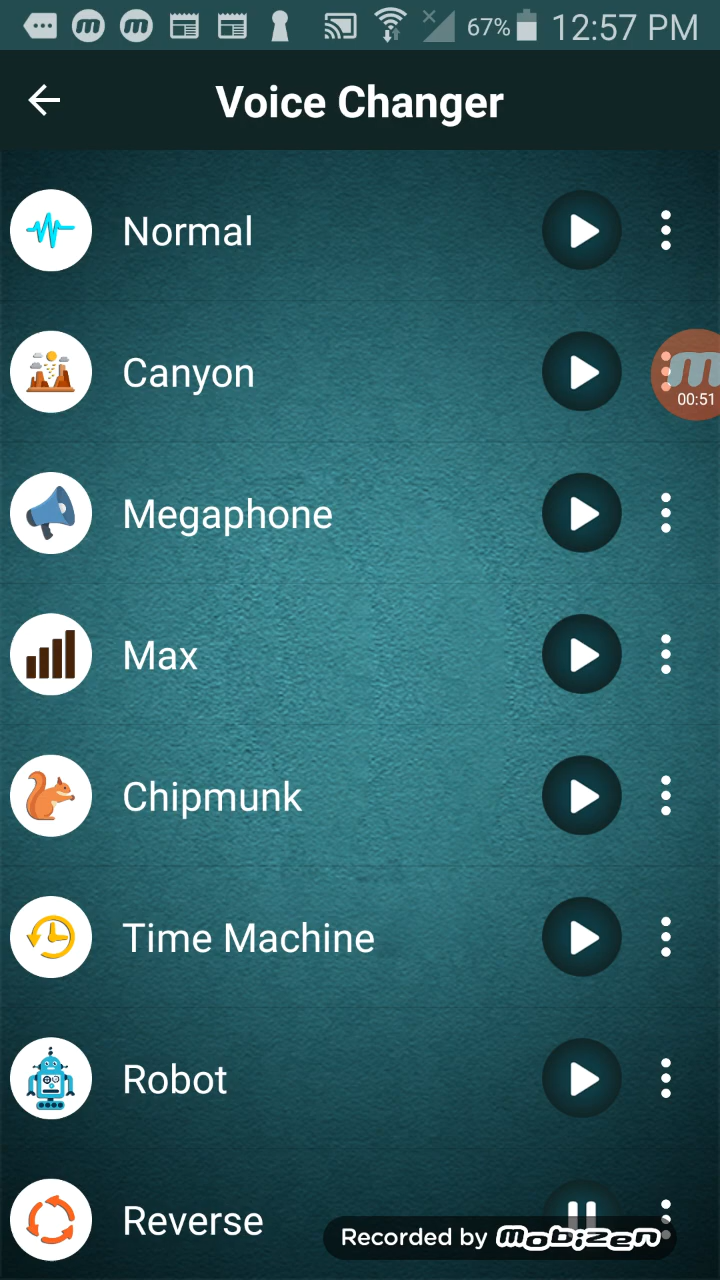 67% 12:57 PM
Voice Changer
Normal
Canyon
m
00:51
Megaphone
Max
Chipmunk
Time Machine
Robot
Reverse
Recorded by mobizen